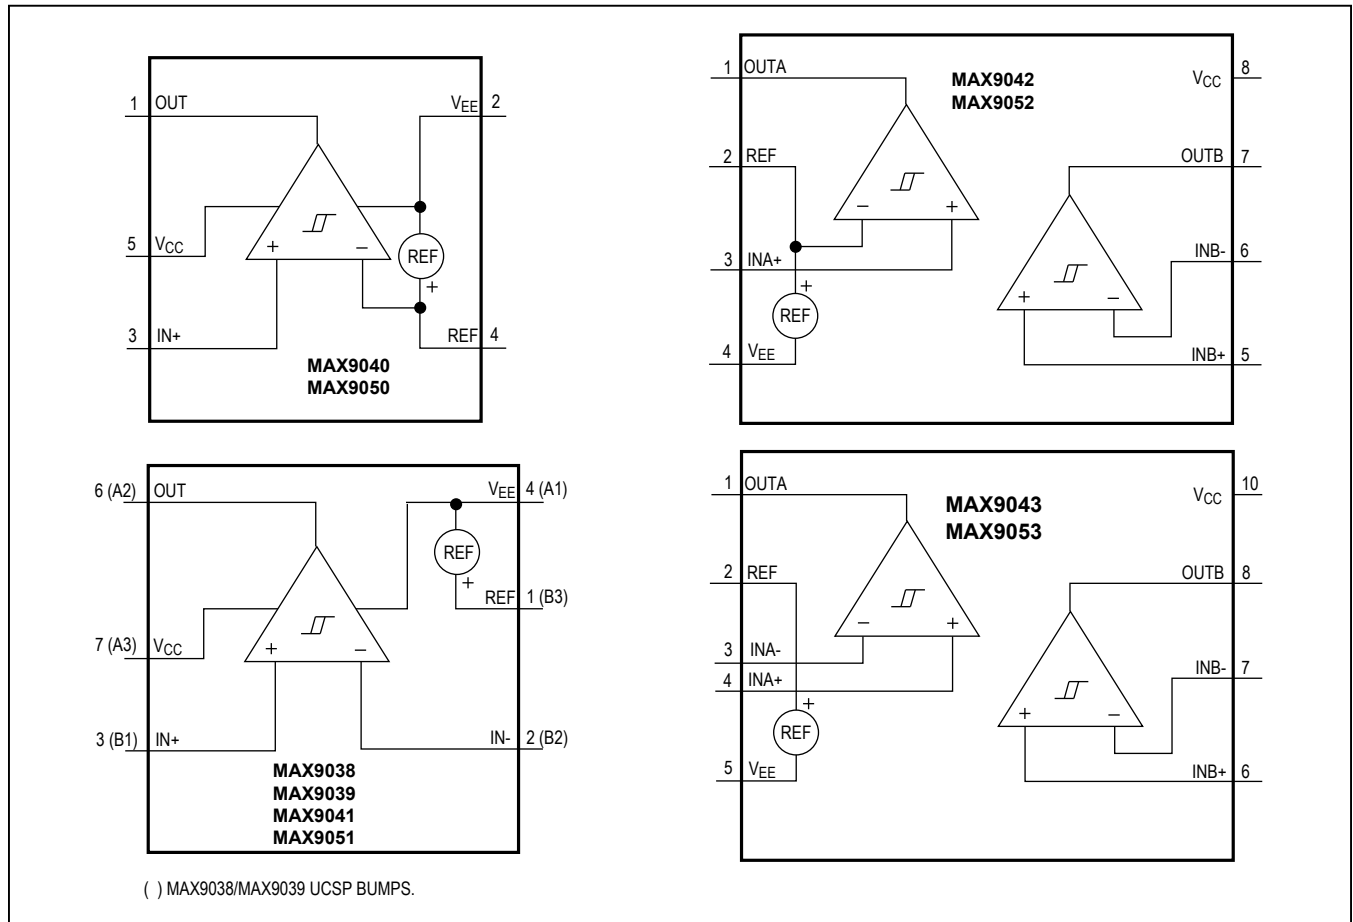 1 OUT
VEE 2
5 VCC
+ −
REF
+
3 IN+
REF 4
MAX9040
MAX9050
1 OUTA
MAX9042
MAX9052
VCC 8
2 REF
OUTB 7
− +
3 INA+
INB- 6
+
REF
+ −
4 VEE
INB+ 5
6 (A2) OUT
VEE 4 (A1)
REF
+
REF 1 (B3)
7 (A3) VCC
+ −
3 (B1) IN+
IN- 2 (B2)
MAX9038
MAX9039
MAX9041
MAX9051
1 OUTA
MAX9043
MAX9053
VCC 10
2 REF
OUTB 8
− +
3 INA-
4 INA+
INB- 7
+
REF
+ −
5 VEE
INB+ 6
( ) MAX9038/MAX9039 UCSP BUMPS.